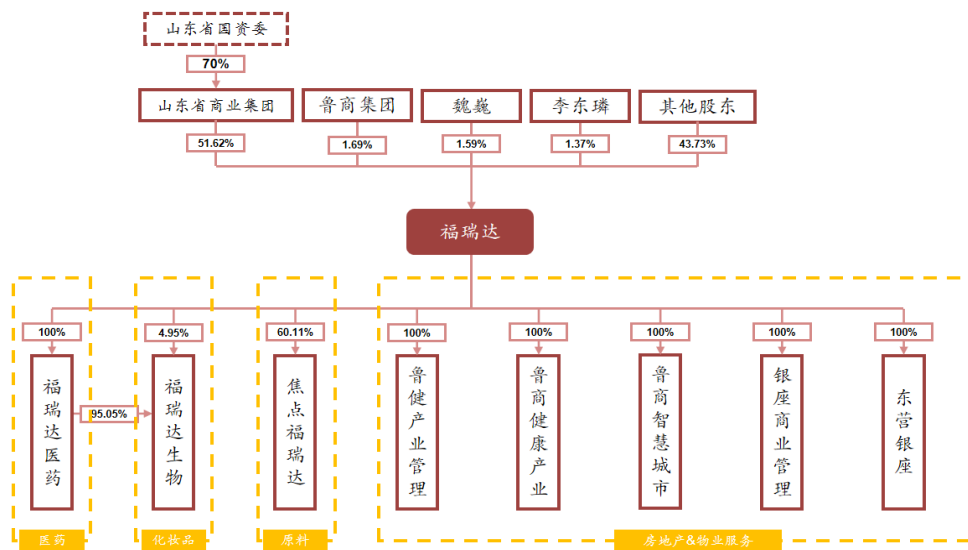 山东省国资委
70%
山东省商业集团
鲁商集团
魏巍
李东璘
其他股东
51.62%
1.69%
1.59%
1.37%
43.73%
福瑞达
100%
4.95%
60.11%
100%
100%
100%
100%
100%
福瑞达医药
95.05%
福瑞达生物
焦点福瑞达
鲁健产业管理
鲁商健康产业
鲁商智慧城市
银座商业管理
东营银座
医药
化妆品
原料
房地产&物业服务